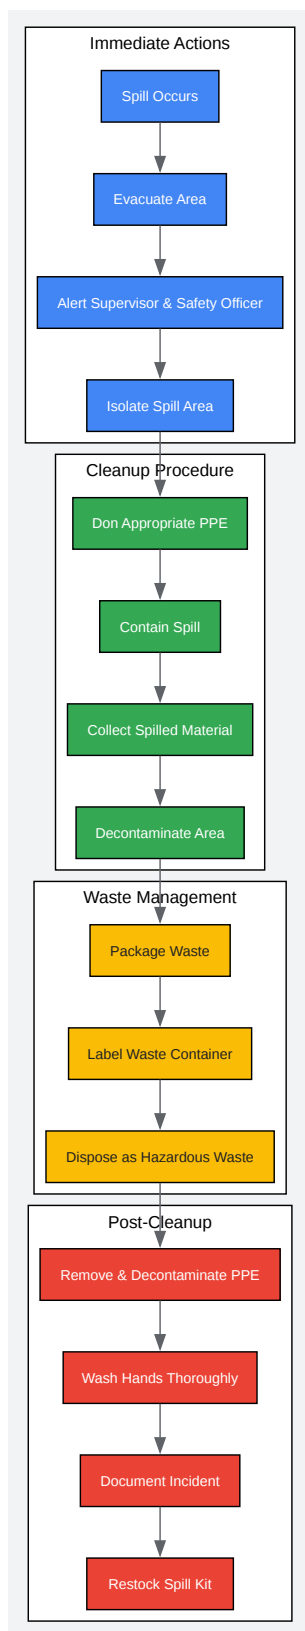 Immediate Actions
Spill Occurs
Evacuate Area
Alert Supervisor & Safety Officer
Isolate Spill Area
Cleanup Procedure
Don Appropriate PPE
Contain Spill
Collect Spilled Material
Decontaminate Area
Waste Management
Package Waste
Label Waste Container
Dispose as Hazardous Waste
Post-Cleanup
Remove & Decontaminate PPE
Wash Hands Thoroughly
Document Incident
Restock Spill Kit